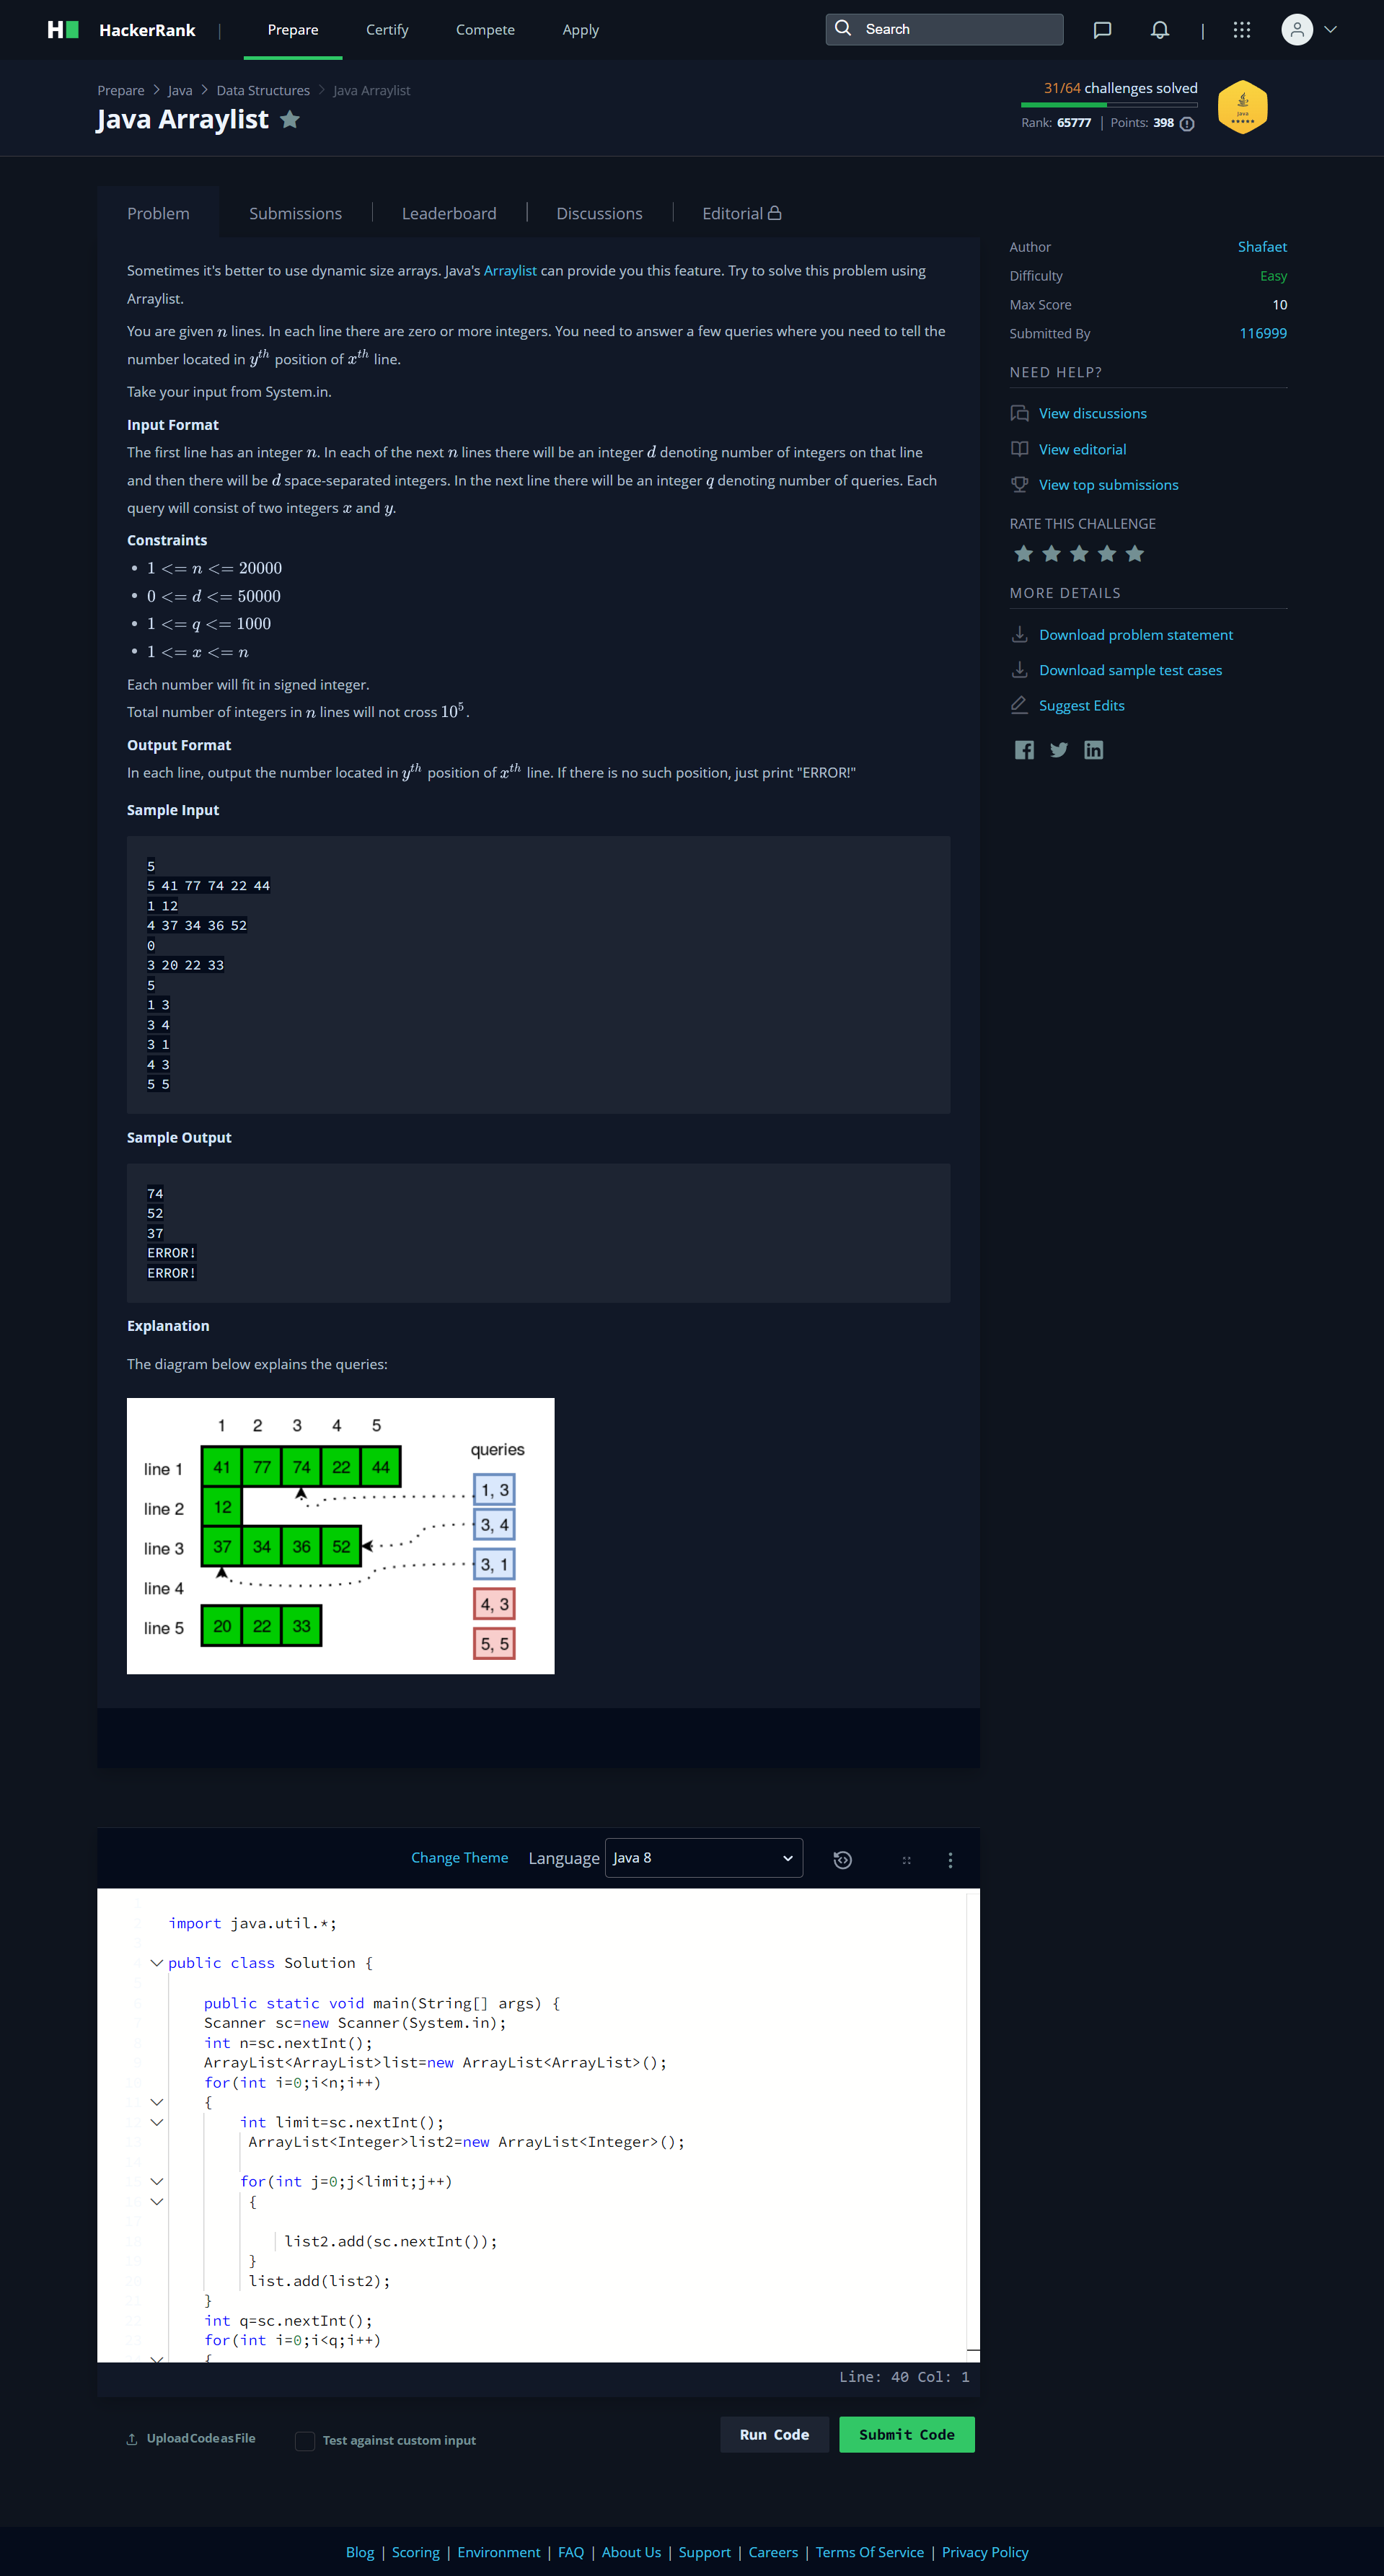 HackerRank | Prepare Certify Compete Apply Search |
Prepare > Java > Data Structures > Java Arraylist
Java Arraylist
31/64 challenges solved
Rank: 65777 | Points: 398
Java
Problem Submissions | Leaderboard | Discussions | Editorial
Sometimes it's better to use dynamic size arrays. Java's Arraylist can provide you this feature. Try to solve this problem using
Arraylist.
You are given n lines. In each line there are zero or more integers. You need to answer a few queries where you need to tell the
number located in yth position of xth line.
Take your input from System.in.
Input Format
The first line has an integer n. In each of the next n lines there will be an integer d denoting number of integers on that line
and then there will be d space-separated integers. In the next line there will be an integer q denoting number of queries. Each
query will consist of two integers x and y.
Constraints
• 1 <= n <= 20000
• 0 <= d <= 50000
• 1 <= q <= 1000
• 1 <= x <= n
Each number will fit in signed integer.
Total number of integers in n lines will not cross 10^5.
Output Format
In each line, output the number located in yth position of xth line. If there is no such position, just print "ERROR!"
Sample Input
5
5 41 77 74 22 44
1 12
4 37 34 36 52
0
3 20 22 33
5
1 3
3 4
3 1
4 3
5 5
Sample Output
74
52
37
ERROR!
ERROR!
Explanation
The diagram below explains the queries:
1 2 3 4 5
queries
line 1 41 77 74 22 44
1, 3
line 2 12
3, 4
line 3 37 34 36 52
3, 1
line 4
4, 3
line 5 20 22 33
5, 5
Author Shafaet
Difficulty Easy
Max Score 10
Submitted By 116999
NEED HELP?
View discussions
View editorial
View top submissions
RATE THIS CHALLENGE
MORE DETAILS
Download problem statement
Download sample test cases
Suggest Edits
Change Theme Language Java 8
import java.util.*;
public class Solution {
public static void main(String[] args) {
Scanner sc=new Scanner(System.in);
int n=sc.nextInt();
ArrayList<ArrayList>list=new ArrayList<ArrayList>();
for(int i=0;i<n;i++)
{
int limit=sc.nextInt();
ArrayList<Integer>list2=new ArrayList<Integer>();
for(int j=0;j<limit;j++)
{
list2.add(sc.nextInt());
}
list.add(list2);
}
int q=sc.nextInt();
for(int i=0;i<q;i++)
{
Line: 40 Col: 1
Upload Code as File Test against custom input Run Code Submit Code
Blog | Scoring | Environment | FAQ | About Us | Support | Careers | Terms Of Service | Privacy Policy